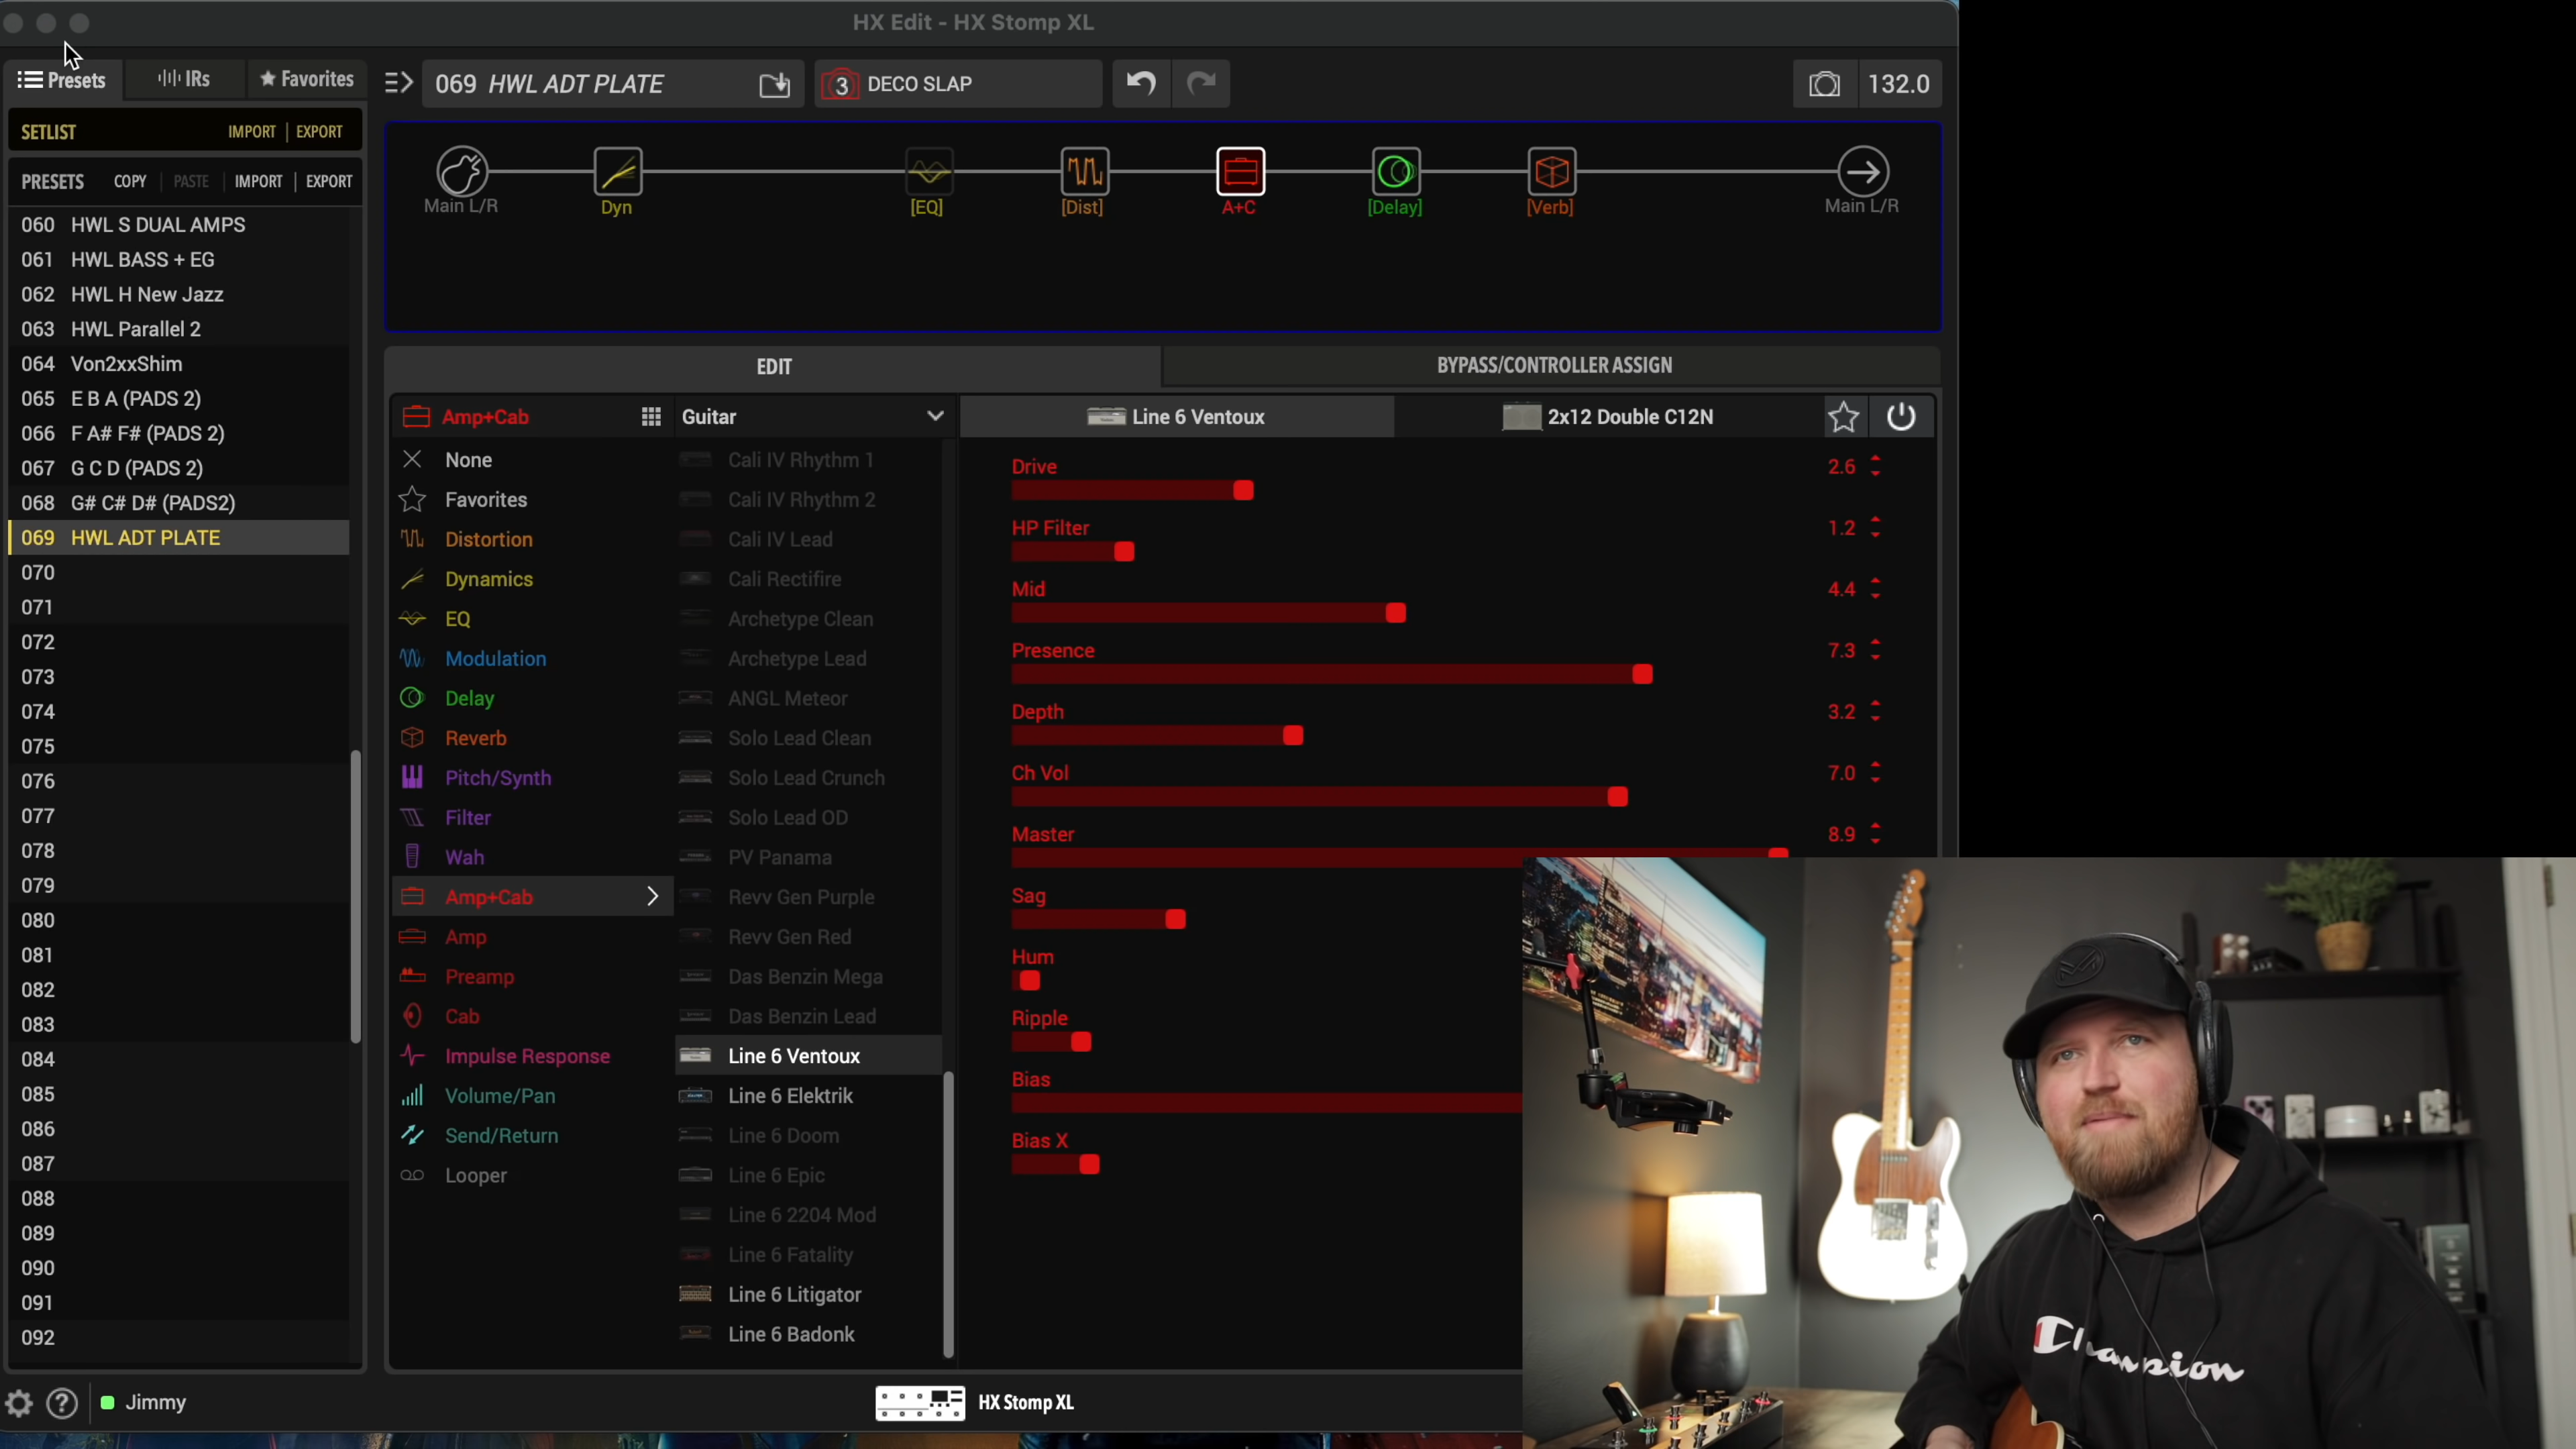 HX Edit - HX Stomp XL
Presets
IRs
Favorites
069 HWL ADT PLATE
3 DECO SLAP
132.0
SETLIST IMPORT | EXPORT
PRESETS COPY | PASTE | IMPORT | EXPORT
060 HWL S DUAL AMPS
061 HWL BASS + EG
062 HWL H New Jazz
063 HWL Parallel 2
064 Von2xxShim
065 E B A (PADS 2)
066 F A# F# (PADS 2)
067 G C D (PADS 2)
068 G# C# D# (PADS2)
069 HWL ADT PLATE
070
071
072
073
074
075
076
077
078
079
080
081
082
083
084
085
086
087
088
089
090
091
092
Main L/R
Dyn
[EQ]
[Dist]
A+C
[Delay]
[Verb]
Main L/R
EDIT
BYPASS/CONTROLLER ASSIGN
Amp+Cab
Guitar
Line 6 Ventoux
2x12 Double C12N
None
Favorites
Distortion
Dynamics
EQ
Modulation
Delay
Reverb
Pitch/Synth
Filter
Wah
Amp+Cab
Amp
Preamp
Cab
Impulse Response
Volume/Pan
Send/Return
Looper
Cali IV Rhythm 1
Cali IV Rhythm 2
Cali IV Lead
Cali Rectifire
Archetype Clean
Archetype Lead
ANGL Meteor
Solo Lead Clean
Solo Lead Crunch
Solo Lead OD
PV Panama
Revv Gen Purple
Revv Gen Red
Das Benzin Mega
Das Benzin Lead
Line 6 Ventoux
Line 6 Elektrik
Line 6 Doom
Line 6 Epic
Line 6 2204 Mod
Line 6 Fatality
Line 6 Litigator
Line 6 Badonk
Drive 2.6
HP Filter 1.2
Mid 4.4
Presence 7.3
Depth 3.2
Ch Vol 7.0
Master 8.9
Sag
Hum
Ripple
Bias
Bias X
Champion
Jimmy
HX Stomp XL